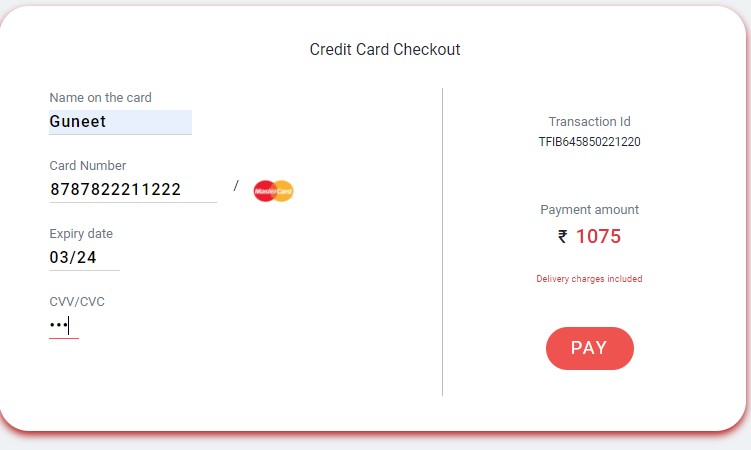 Credit Card Checkout
Name on the card
Guneet
Card Number
8787822211222
/
MasterCard
Expiry date
03/24
CVV/CVC
•••
Transaction Id
TFIB645850221220
Payment amount
₹ 1075
Delivery charges included
PAY